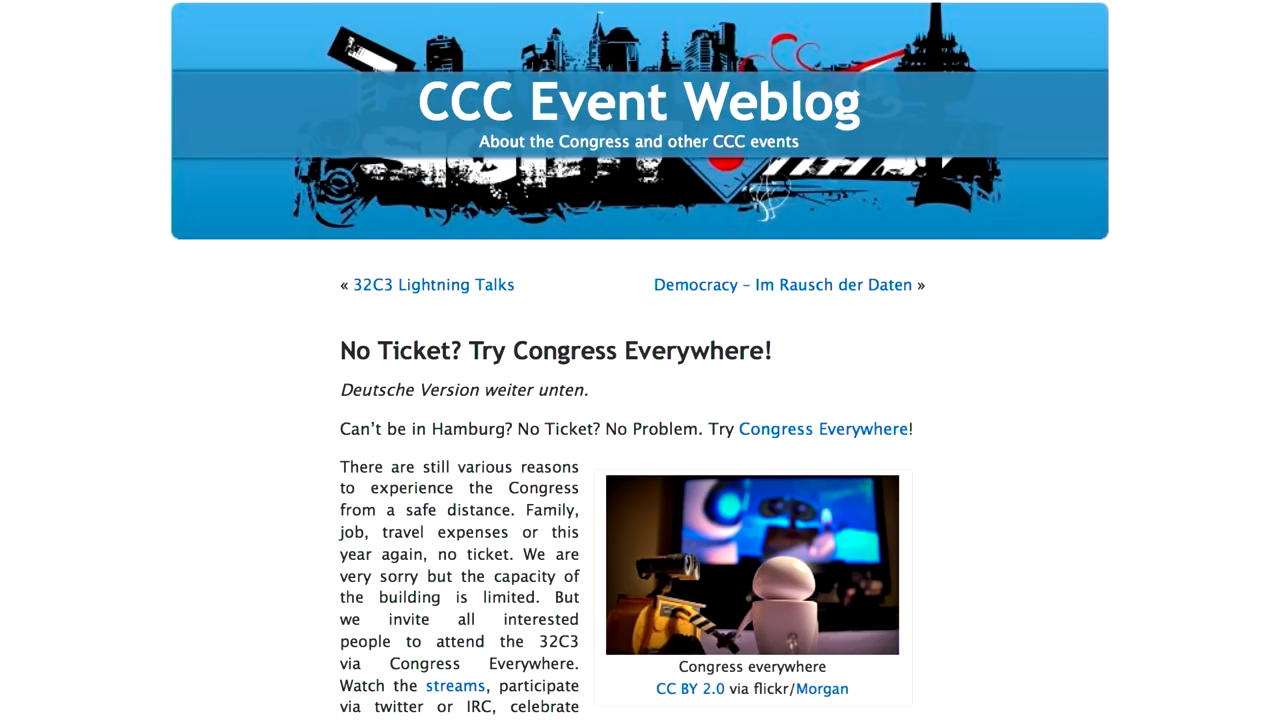 CCC Event Weblog
About the Congress and other CCC events
« 32C3 Lightning Talks
Democracy – Im Rausch der Daten »
No Ticket? Try Congress Everywhere!
Deutsche Version weiter unten.
Can’t be in Hamburg? No Ticket? No Problem. Try Congress Everywhere!
There are still various reasons
to experience the Congress
from a safe distance. Family,
job, travel expenses or this
year again, no ticket. We are
very sorry but the capacity of
the building is limited. But
we invite all interested
people to attend the 32C3
via Congress Everywhere.
Watch the streams, participate
via twitter or IRC, celebrate
Congress everywhere
CC BY 2.0 via flickr/Morgan